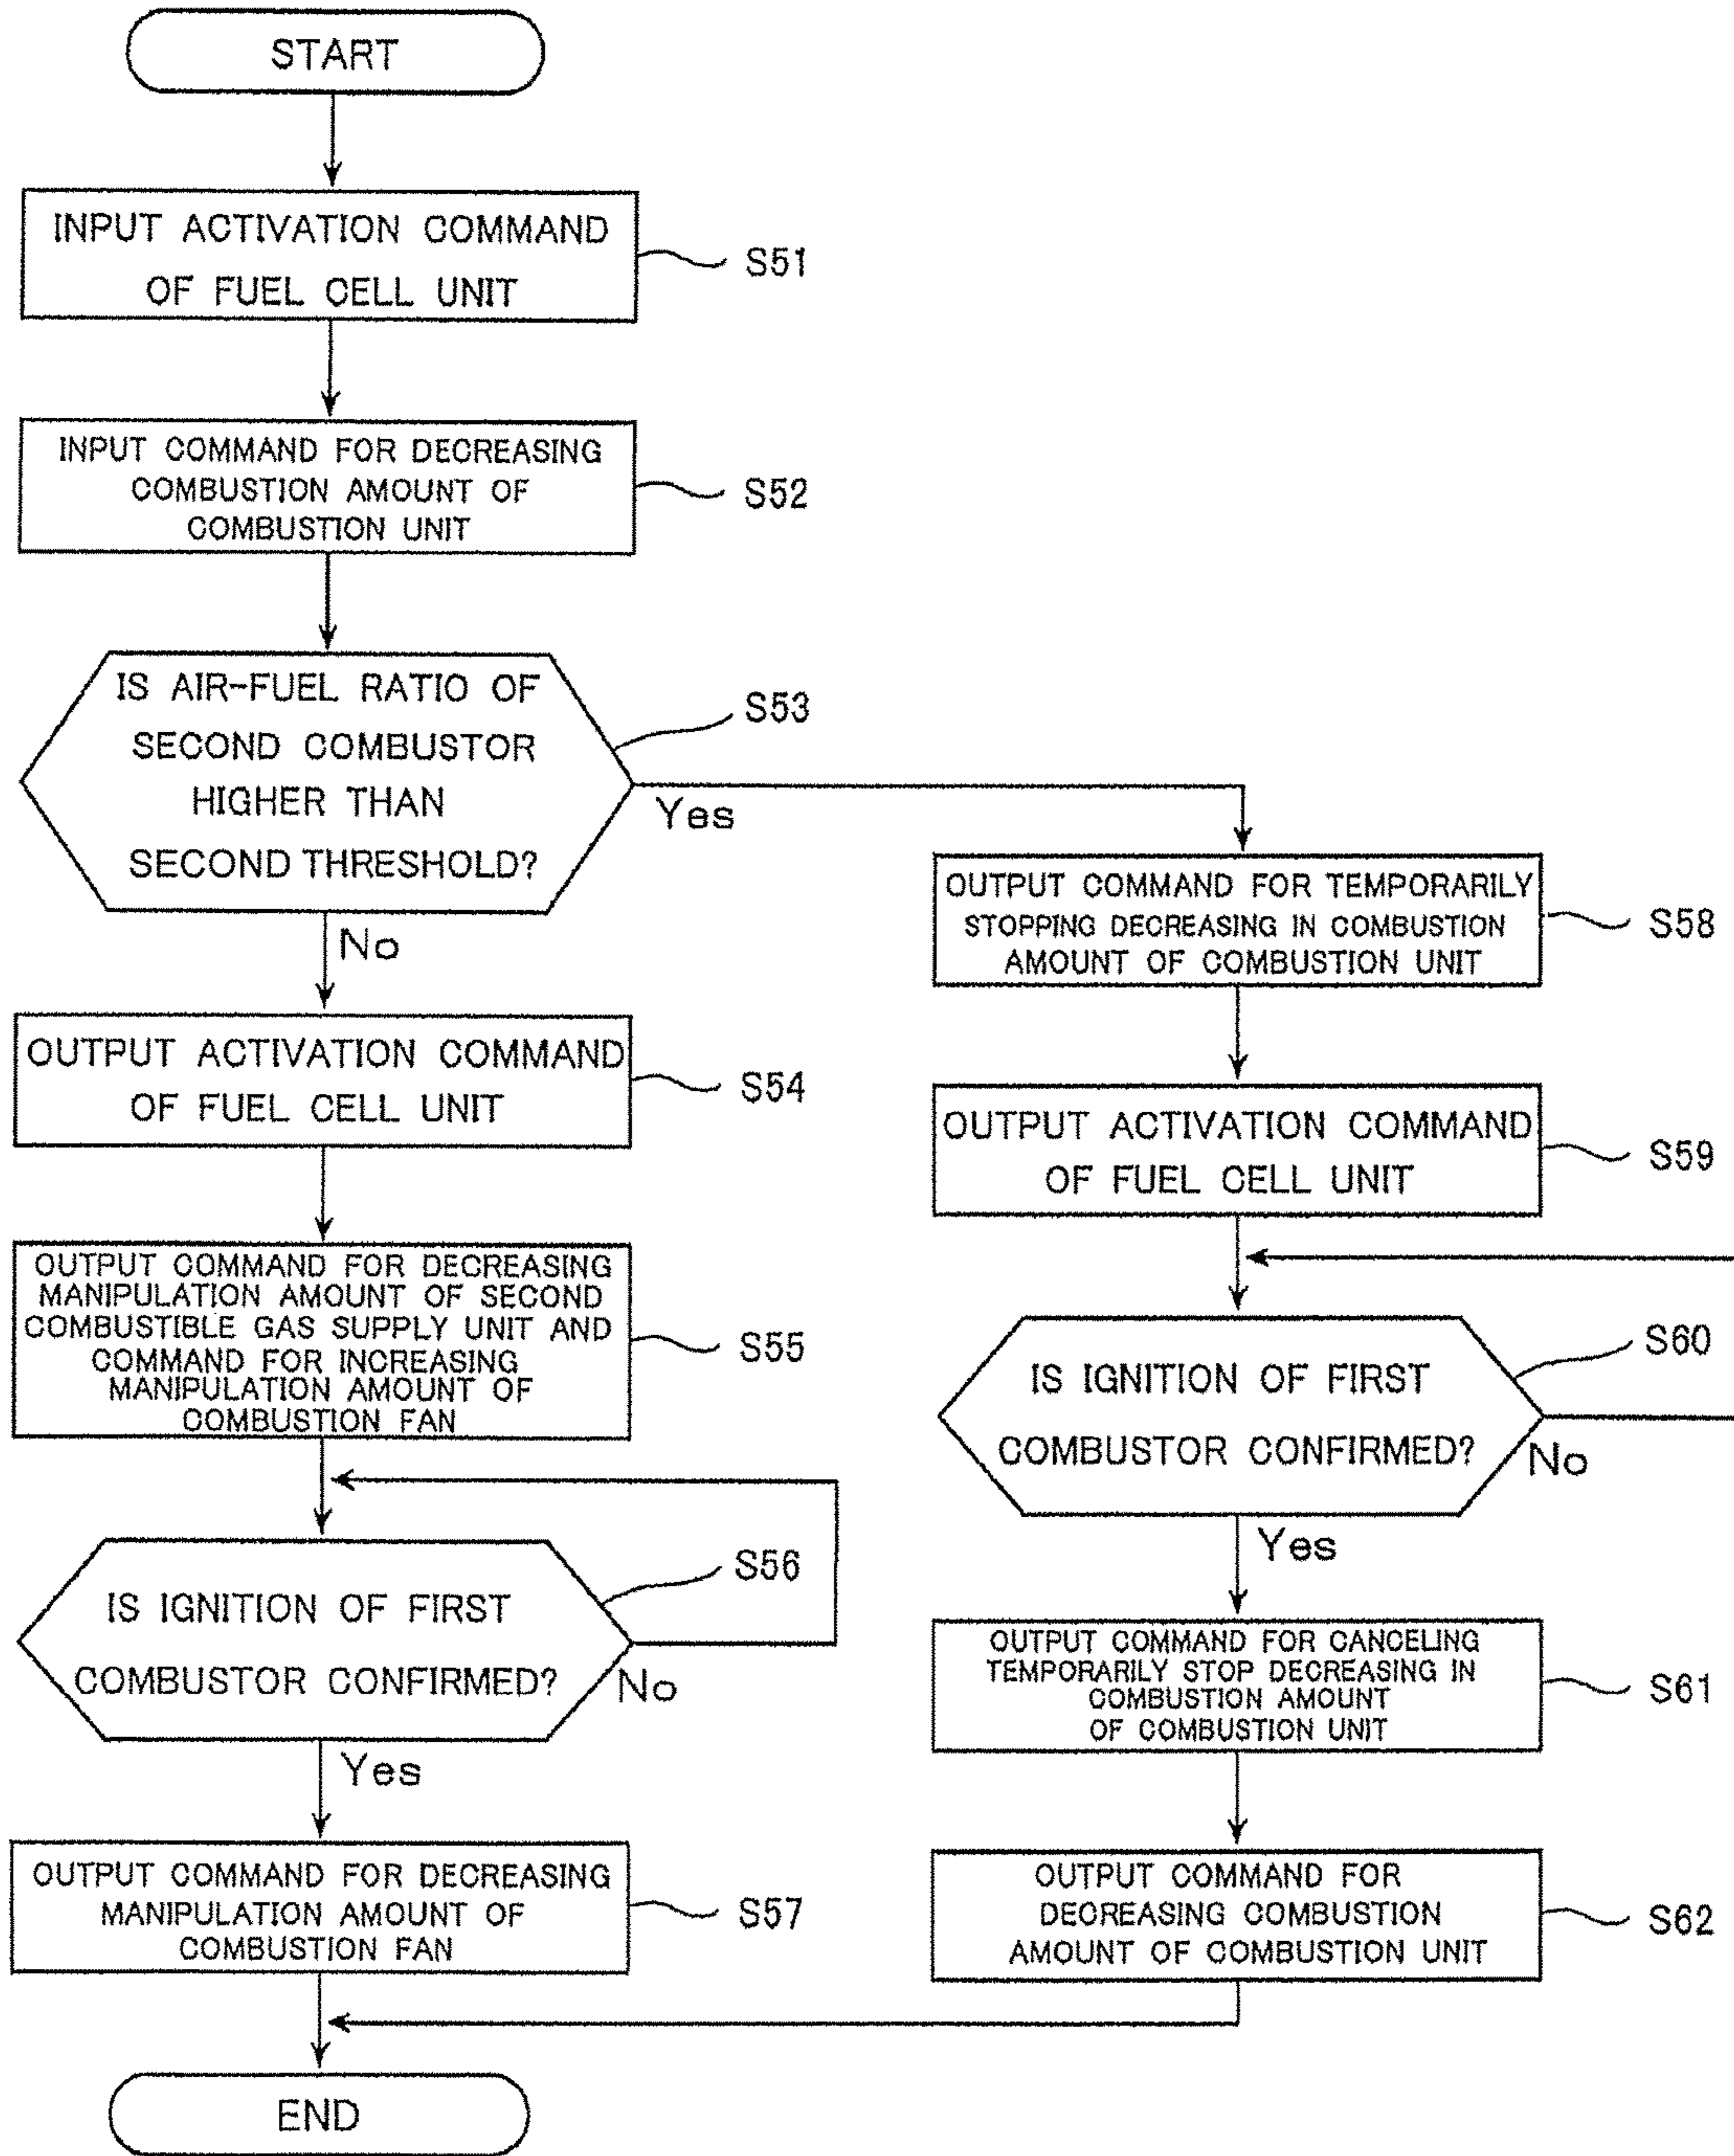 START
INPUT ACTIVATION COMMAND
OF FUEL CELL UNIT
S51
INPUT COMMAND FOR DECREASING
COMBUSTION AMOUNT OF
COMBUSTION UNIT
S52
IS AIR-FUEL RATIO OF
SECOND COMBUSTOR
HIGHER THAN
SECOND THRESHOLD?
S53
Yes
No
OUTPUT ACTIVATION COMMAND
OF FUEL CELL UNIT
S54
OUTPUT COMMAND FOR DECREASING
MANIPULATION AMOUNT OF SECOND
COMBUSTIBLE GAS SUPPLY UNIT AND
COMMAND FOR INCREASING
MANIPULATION AMOUNT OF
COMBUSTION FAN
S55
IS IGNITION OF FIRST
COMBUSTOR CONFIRMED?
S56
No
Yes
OUTPUT COMMAND FOR DECREASING
MANIPULATION AMOUNT OF
COMBUSTION FAN
S57
OUTPUT COMMAND FOR TEMPORARILY
STOPPING DECREASING IN COMBUSTION
AMOUNT OF COMBUSTION UNIT
S58
OUTPUT ACTIVATION COMMAND
OF FUEL CELL UNIT
S59
IS IGNITION OF FIRST
COMBUSTOR CONFIRMED?
S60
No
Yes
OUTPUT COMMAND FOR CANCELING
TEMPORARILY STOP DECREASING IN
COMBUSTION AMOUNT
OF COMBUSTION UNIT
S61
OUTPUT COMMAND FOR
DECREASING COMBUSTION
AMOUNT OF COMBUSTION UNIT
S62
END